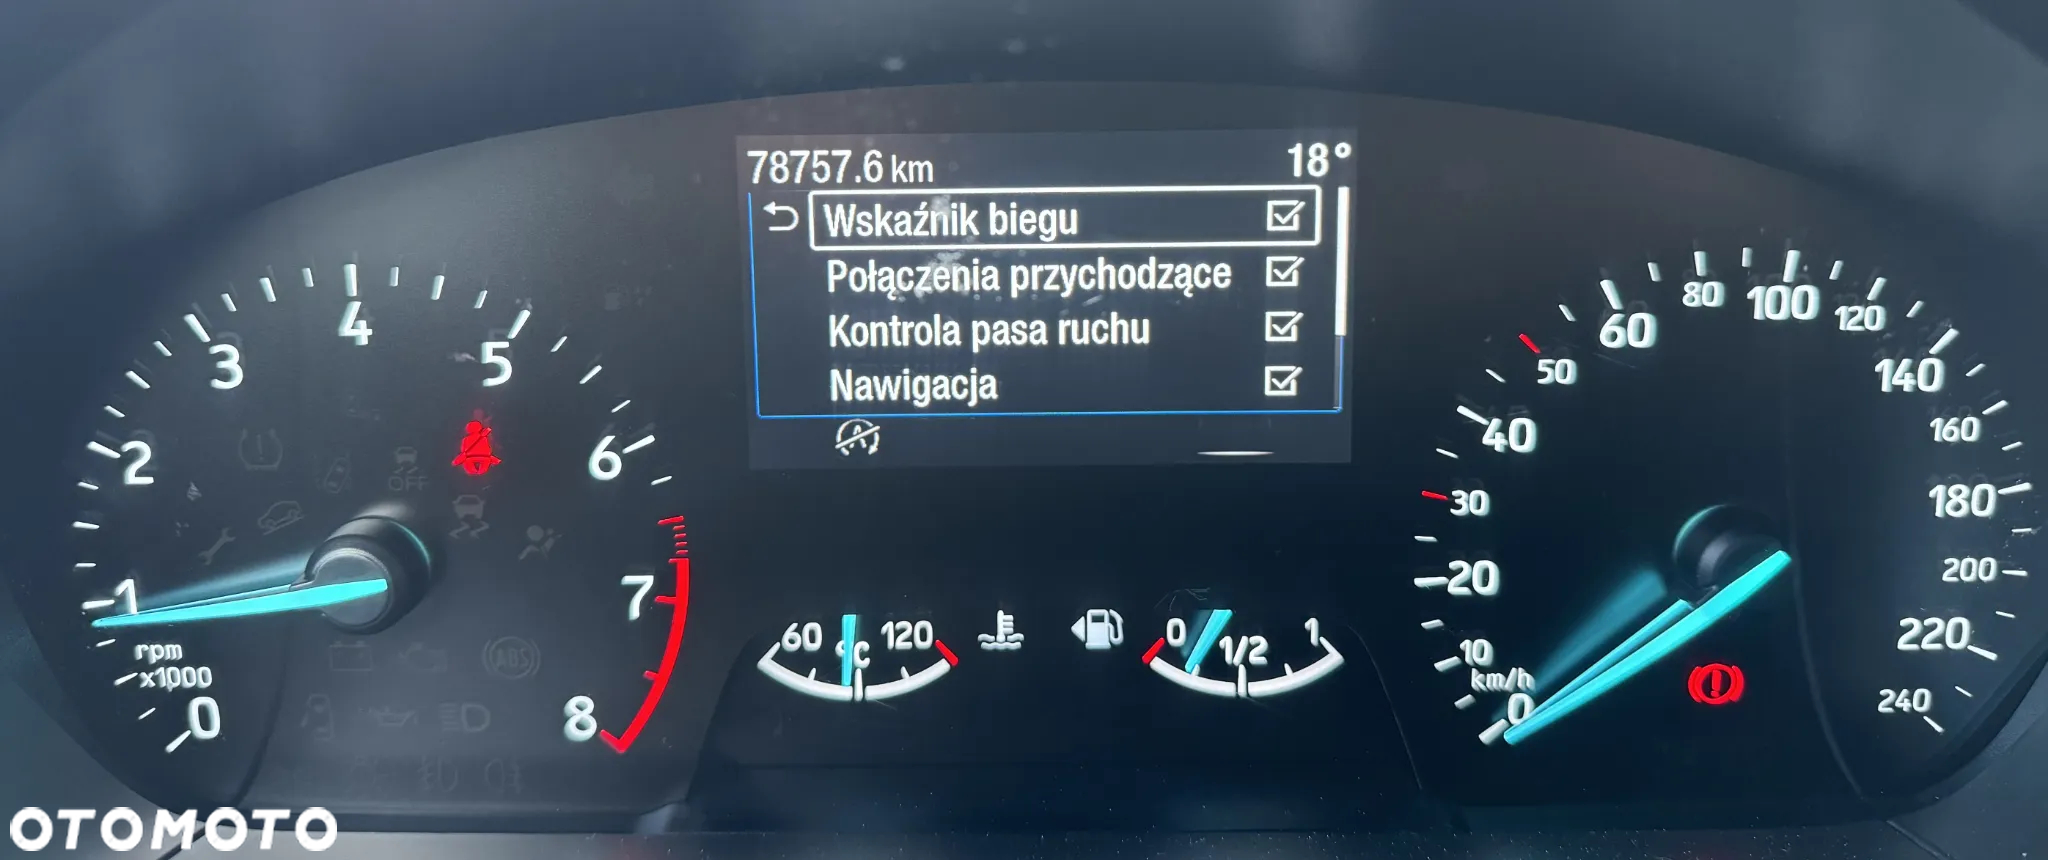 78757.6 km 18°
Wskaźnik biegu
Połączenia przychodzące
Kontrola pasa ruchu
Nawigacja
0 1 2 3 4 5 6 7 8
rpm
x1000
OFF
ABS
60 °C 120
0 1/2 1
0 10 20 30 40 50 60 80 100 120 140 160 180 200 220 240
km/h
OTOMOTO